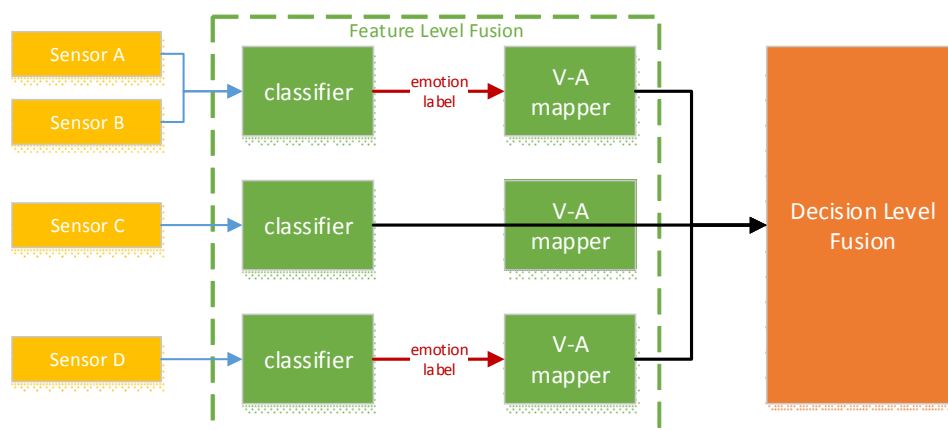 Feature Level Fusion
Sensor A
Sensor B
classifier
emotion
label
V-A
mapper
Sensor C
classifier
V-A
mapper
Decision Level
Fusion
Sensor D
classifier
emotion
label
V-A
mapper